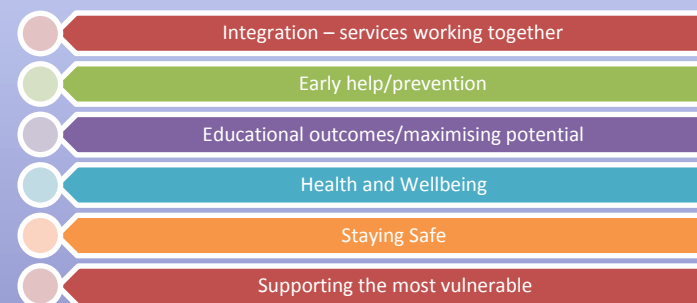 Integration – services working together
Early help/prevention
Educational outcomes/maximising potential
Health and Wellbeing
Staying Safe
Supporting the most vulnerable